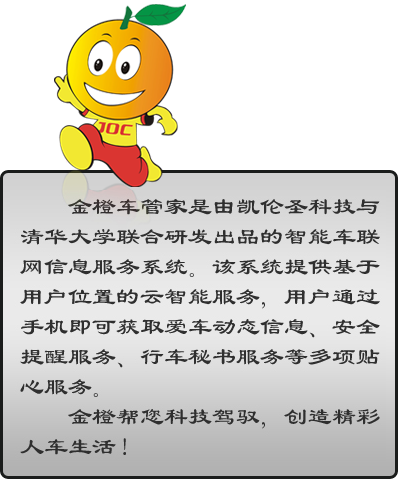 JOC
金橙车管家是由凯伦圣科技与
清华大学联合研发出品的智能车联
网信息服务系统。该系统提供基于
用户位置的云智能服务，用户通过
手机即可获取爱车动态信息、安全
提醒服务、行车秘书服务等多项贴
心服务。
金橙帮您科技驾驭，创造精彩
人车生活！